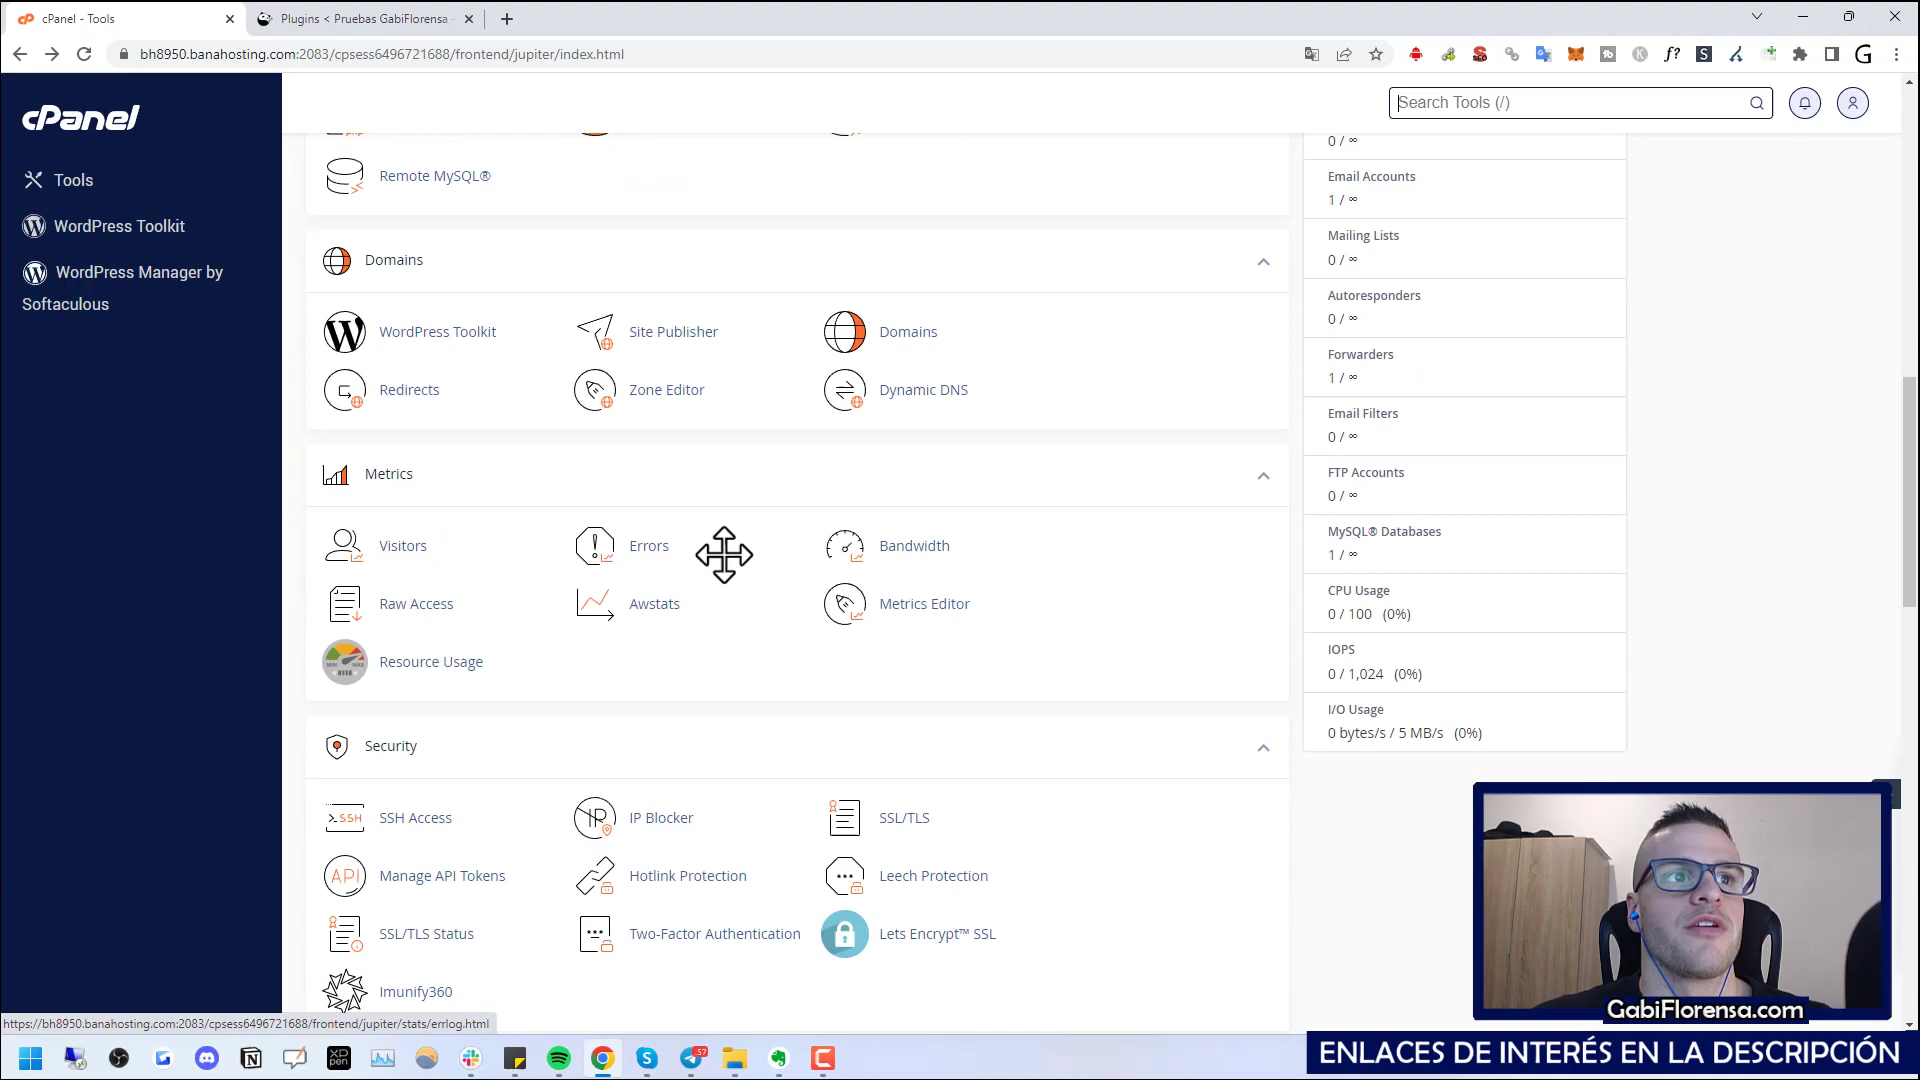 cPanel - Tools
Plugins < Pruebas GabiFlorensa
bh8950.banahosting.com:2083/cpsess6496721688/frontend/jupiter/index.html
cPanel
Search Tools (/)
Tools
WordPress Toolkit
WordPress Manager by
Softaculous
Remote MySQL®
Domains
WordPress Toolkit
Site Publisher
Domains
Redirects
Zone Editor
Dynamic DNS
Metrics
Visitors
Errors
Bandwidth
Raw Access
Awstats
Metrics Editor
Resource Usage
Security
SSH Access
IP Blocker
SSL/TLS
Manage API Tokens
Hotlink Protection
Leech Protection
SSL/TLS Status
Two-Factor Authentication
Lets Encrypt™ SSL
Imunify360
0 / ∞
Email Accounts
1 / ∞
Mailing Lists
0 / ∞
Autoresponders
0 / ∞
Forwarders
1 / ∞
Email Filters
0 / ∞
FTP Accounts
0 / ∞
MySQL® Databases
1 / ∞
CPU Usage
0 / 100 (0%)
IOPS
0 / 1,024 (0%)
I/O Usage
0 bytes/s / 5 MB/s (0%)
GabiFlorensa.com
https://bh8950.banahosting.com:2083/cpsess6496721688/frontend/jupiter/stats/errlog.html
ENLACES DE INTERÉS EN LA DESCRIPCIÓN